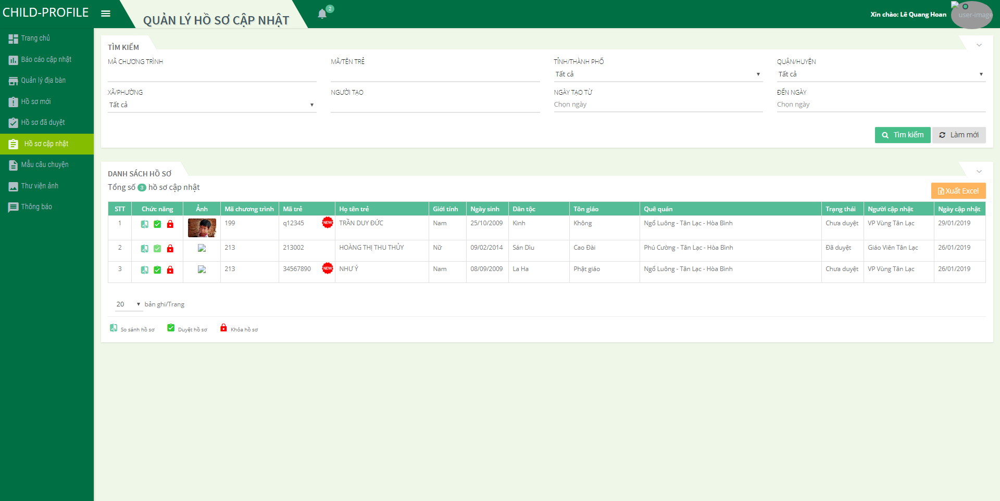 CHILD-PROFILE
QUẢN LÝ HỒ SƠ CẬP NHẬT
2
Xin chào: Lê Quang Hoan
user-image
Trang chủ
Báo cáo cập nhật
Quản lý địa bàn
Hồ sơ mới
Hồ sơ đã duyệt
Hồ sơ cập nhật
Mẫu câu chuyện
Thư viện ảnh
Thông báo
TÌM KIẾM
MÃ CHƯƠNG TRÌNH MÃ/TÊN TRẺ TỈNH/THÀNH PHỐ QUẬN/HUYỆN
Tất cả Tất cả
XÃ/PHƯỜNG NGƯỜI TẠO NGÀY TẠO TỪ ĐẾN NGÀY
Tất cả Chọn ngày Chọn ngày
Tìm kiếm Làm mới
DANH SÁCH HỒ SƠ
Tổng số 3 hồ sơ cập nhật
Xuất Excel
STT Chức năng Ảnh Mã chương trình Mã trẻ Họ tên trẻ Giới tính Ngày sinh Dân tộc Tôn giáo Quê quán Trạng thái Người cập nhật Ngày cập nhật
1 199 q12345 NEW TRẦN DUY ĐỨC Nam 25/10/2009 Kinh Không Ngổ Luông - Tân Lạc - Hòa Bình Chưa duyệt VP Vùng Tân Lạc 29/01/2019
2 213 213002 HOÀNG THỊ THU THỦY Nữ 09/02/2014 Sán Dìu Cao Đài Phú Cường - Tân Lạc - Hòa Bình Đã duyệt Giáo Viên Tân Lạc 26/01/2019
3 213 34567890 NEW NHƯ Ý Nam 08/09/2009 La Ha Phật giáo Ngổ Luông - Tân Lạc - Hòa Bình Chưa duyệt VP Vùng Tân Lạc 26/01/2019
20 bản ghi/Trang
So sánh hồ sơ Duyệt hồ sơ Khóa hồ sơ